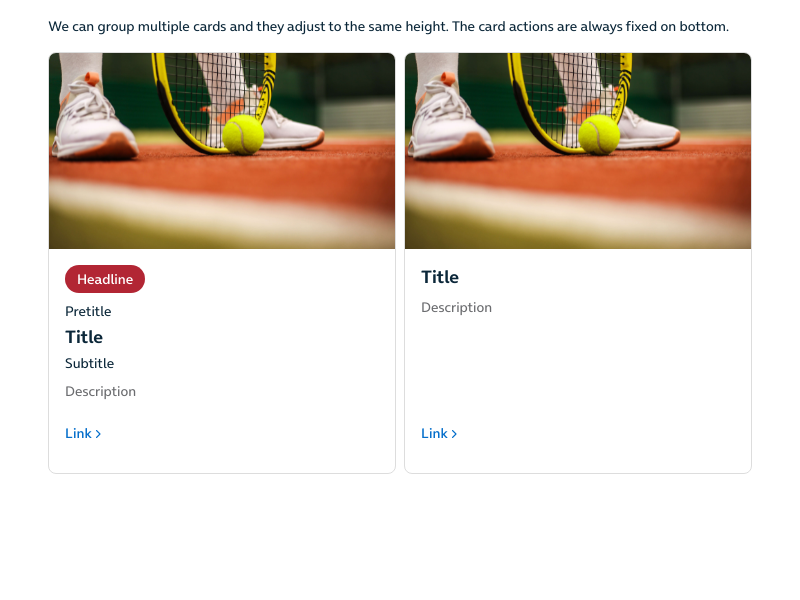 We can group multiple cards and they adjust to the same height. The card actions are always fixed on bottom.
Headline
Pretitle
Title
Subtitle
Description
Link
Title
Description
Link